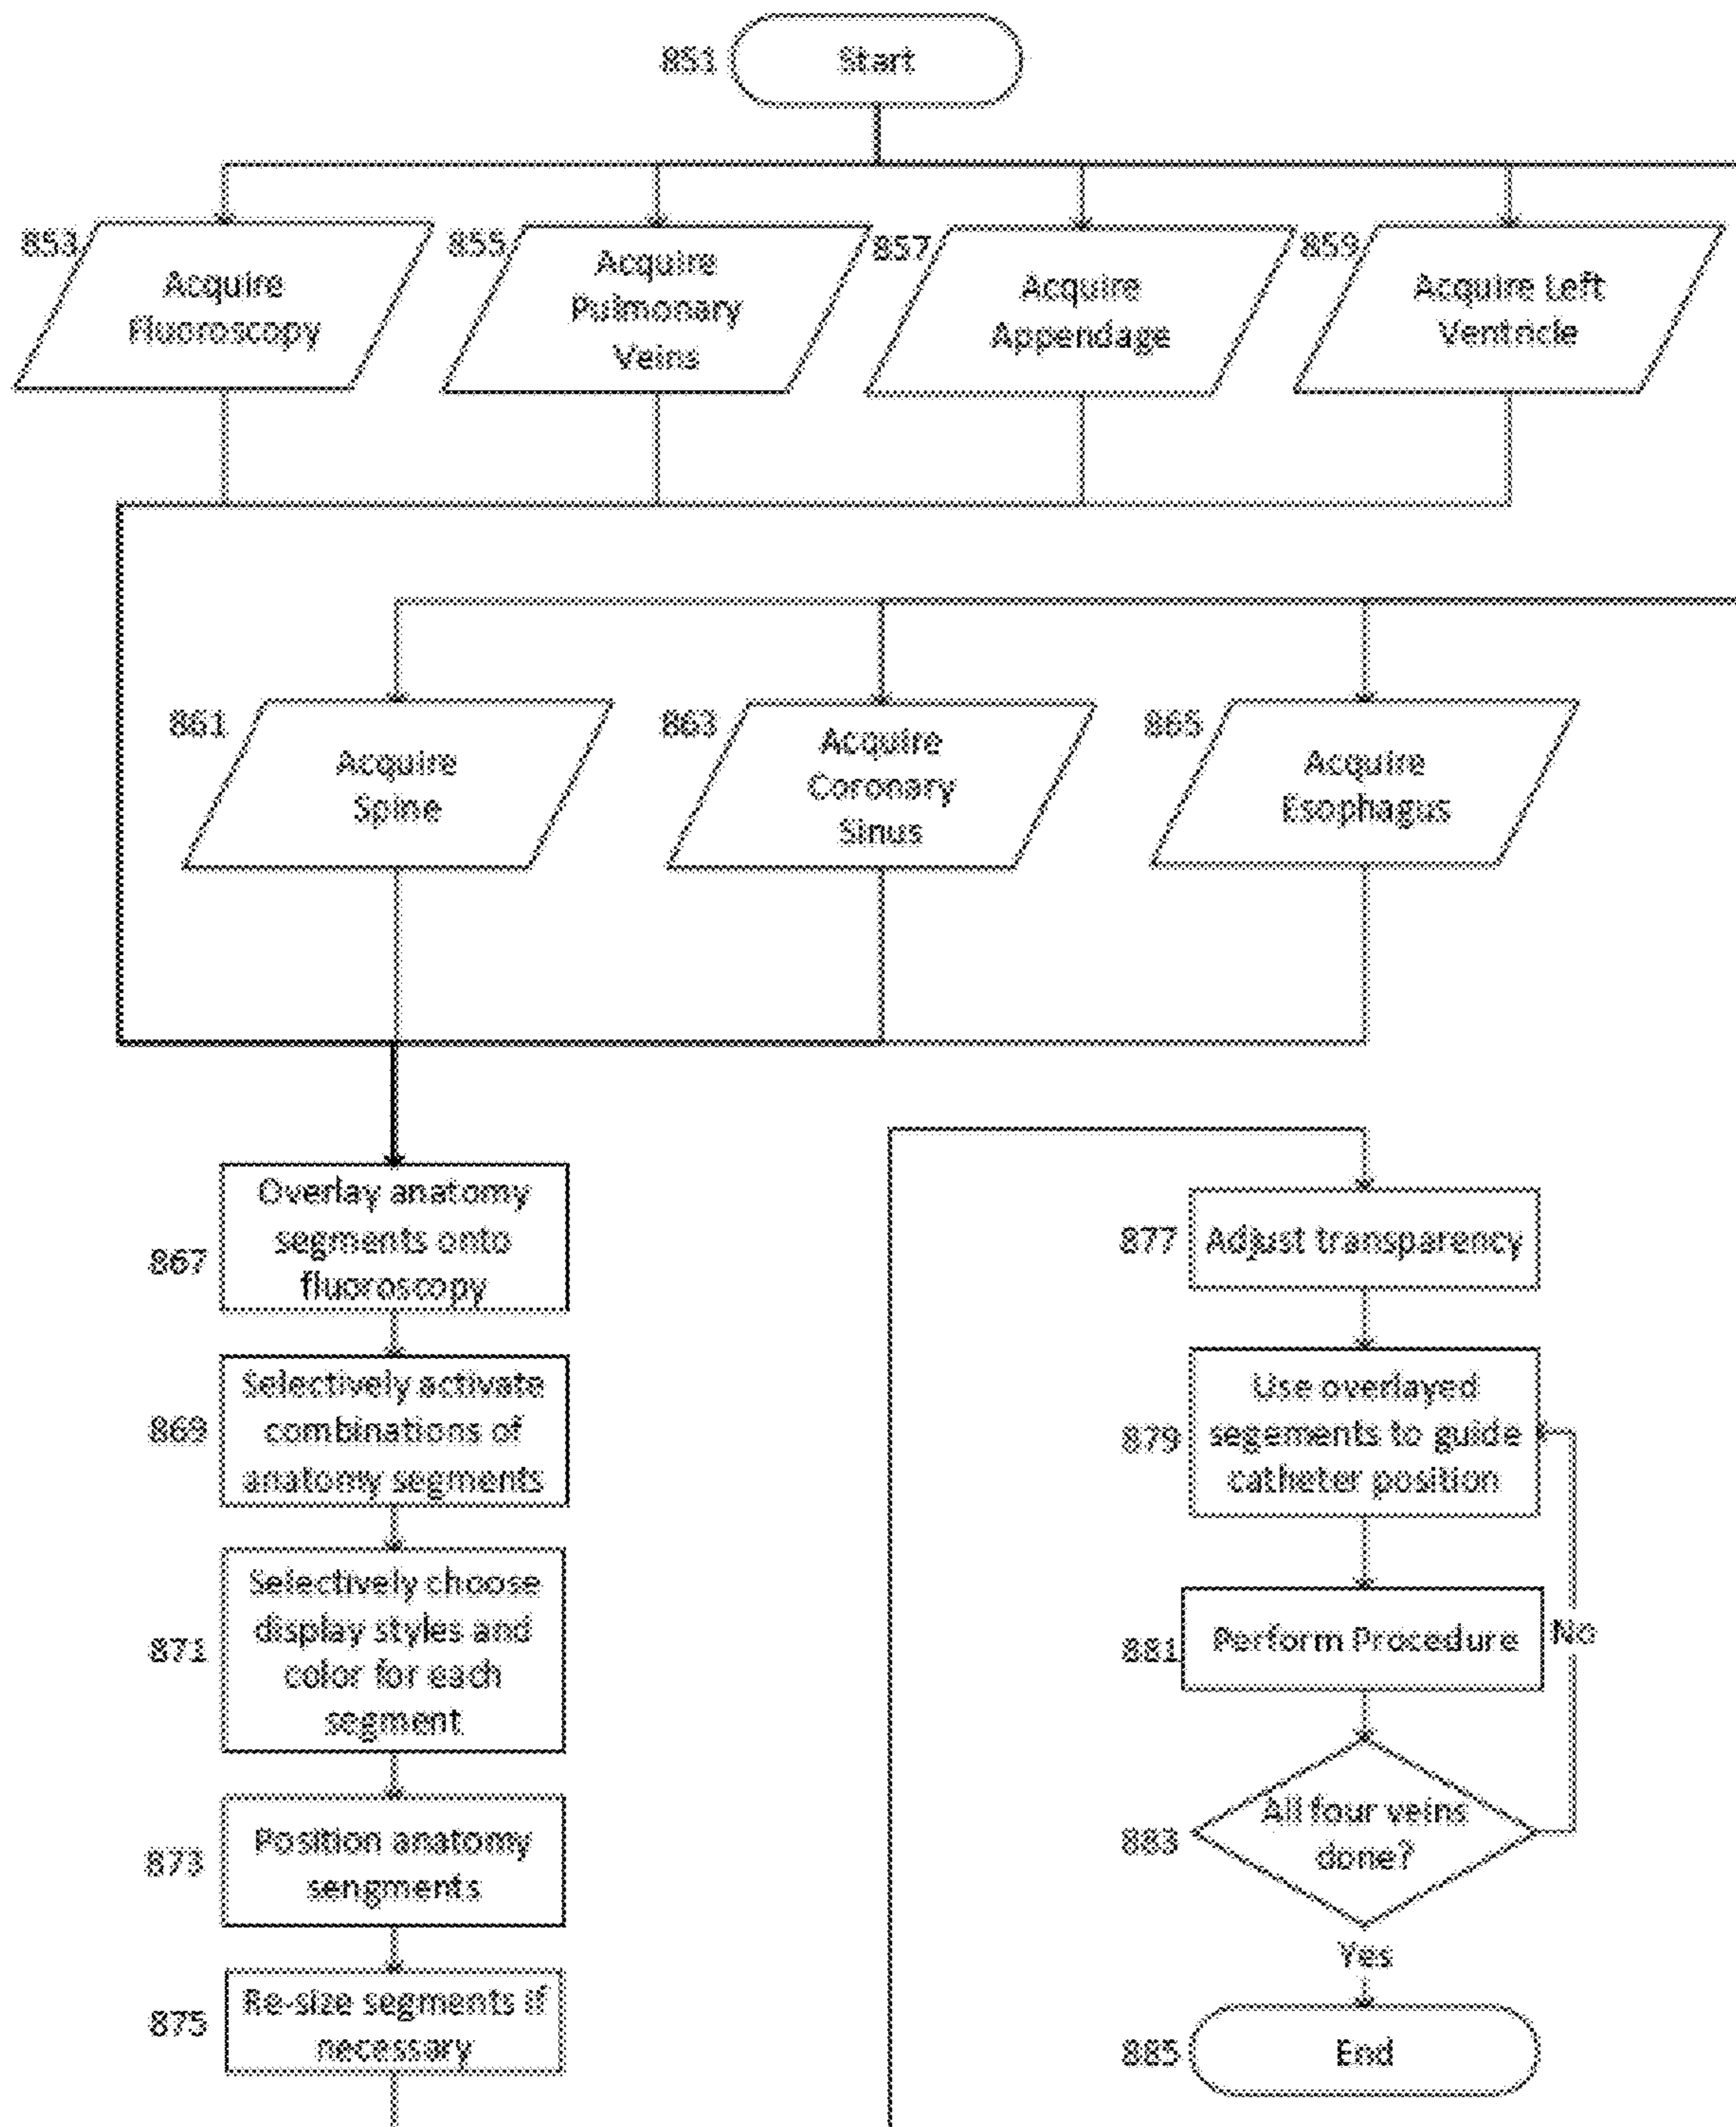 851
Start
853
Acquire
Fluoroscopy
855
Acquire
Pulmonary
Veins
857
Acquire
Appendage
859
Acquire Left
Ventricle
861
Acquire
Spine
863
Acquire
Coronary
Sinus
865
Acquire
Esophagus
867
Overlay anatomy
segments onto
fluoroscopy
869
Selectively activate
combinations of
anatomy segments
871
Selectively choose
display styles and
color for each
segment
873
Position anatomy
sengments
875
Re-size segments if
necessary
877
Adjust transparency
879
Use overlayed
segements to guide
catheter position
881
Perform Procedure
No
883
All four veins
done?
Yes
885
End